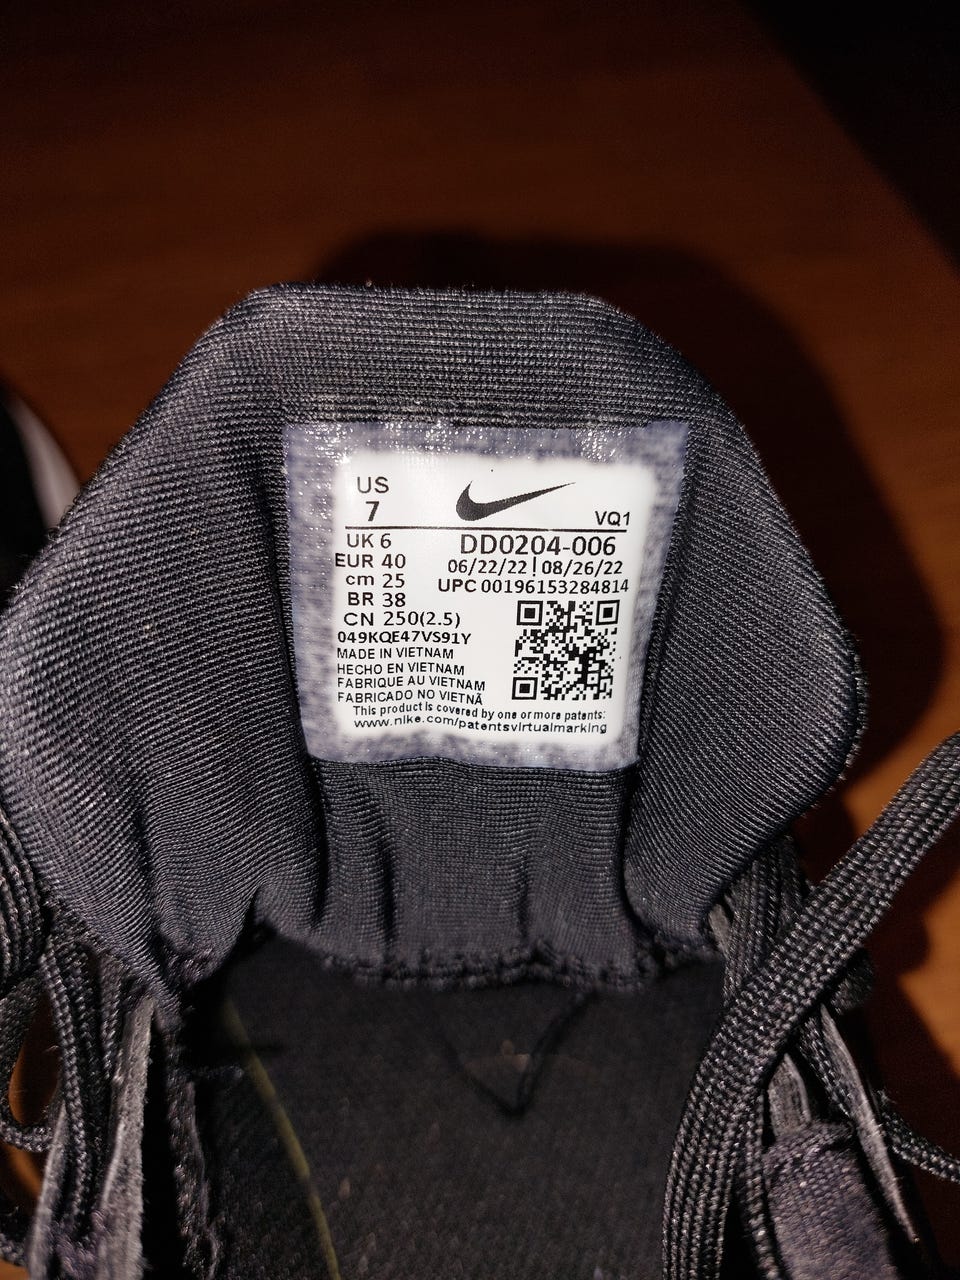 US
7
VQ1
UK 6
EUR 40
cm 25
BR 38
CN 250(2.5)
DD0204-006
06/22/22 | 08/26/22
UPC 00196153284814
049KQE47VS91Y
MADE IN VIETNAM
HECHO EN VIETNAM
FABRIQUE AU VIETNAM
FABRICADO NO VIETNÃ
This product is covered by one or more patents:
www.nike.com/patentsvirtualmarking